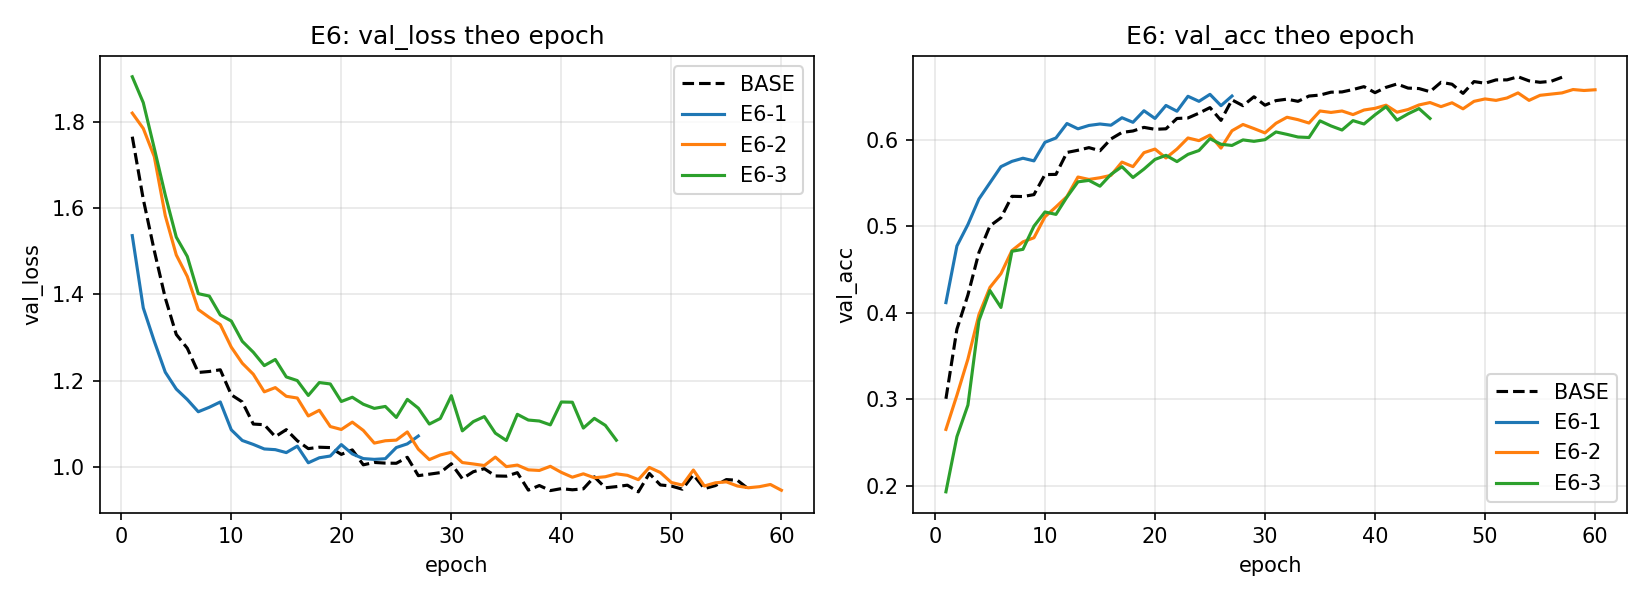 E6: val_loss theo epoch
val_loss
1.8
1.6
1.4
1.2
1.0
0 10 20 30 40 50 60
epoch
BASE
E6-1
E6-2
E6-3
E6: val_acc theo epoch
val_acc
0.6
0.5
0.4
0.3
0.2
0 10 20 30 40 50 60
epoch
BASE
E6-1
E6-2
E6-3